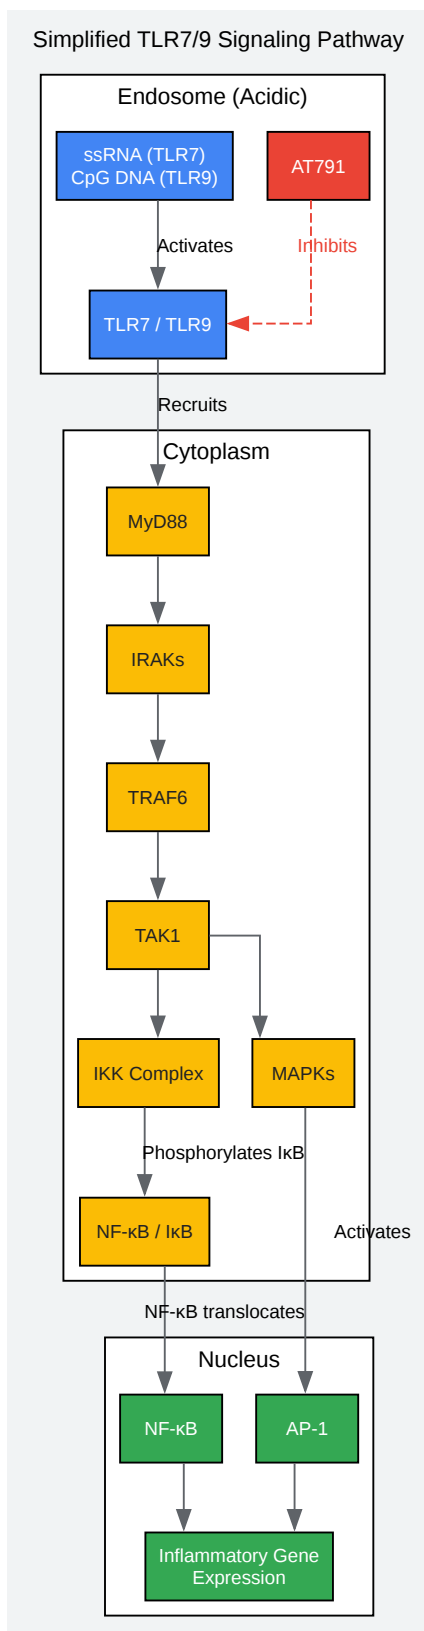 Simplified TLR7/9 Signaling Pathway
Endosome (Acidic)
ssRNA (TLR7)
CpG DNA (TLR9)
AT791
Activates
Inhibits
TLR7 / TLR9
Recruits
Cytoplasm
MyD88
IRAKs
TRAF6
TAK1
IKK Complex
MAPKs
Phosphorylates IκB
NF-κB / IκB
Activates
NF-κB translocates
Nucleus
NF-κB
AP-1
Inflammatory Gene
Expression